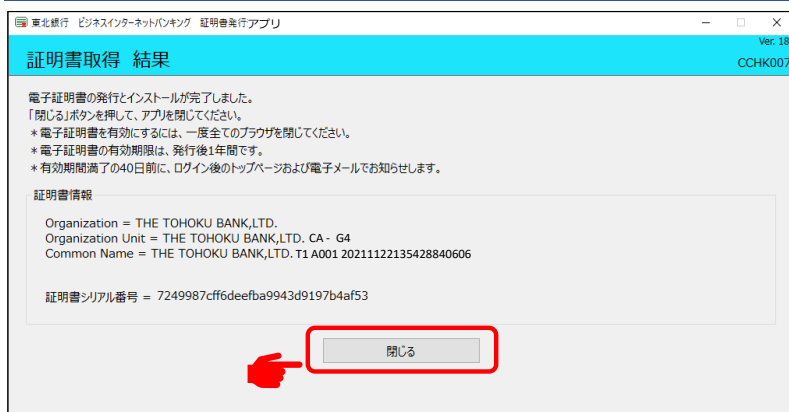 東北銀行 ビジネスインターネットバンキング 証明書発行アプリ
Ver. 18
証明書取得 結果
CCHK007
電子証明書の発行とインストールが完了しました。
「閉じる」ボタンを押して、アプリを閉じてください。
＊電子証明書を有効にするには、一度全てのブラウザを閉じてください。
＊電子証明書の有効期限は、発行後1年間です。
＊有効期間満了の40日前に、ログイン後のトップページおよび電子メールでお知らせします。
証明書情報
Organization = THE TOHOKU BANK,LTD.
Organization Unit = THE TOHOKU BANK,LTD. CA - G4
Common Name = THE TOHOKU BANK,LTD. T1 A001 20211122135428840606
証明書シリアル番号 = 7249987cff6deefba9943d9197b4af53
閉じる